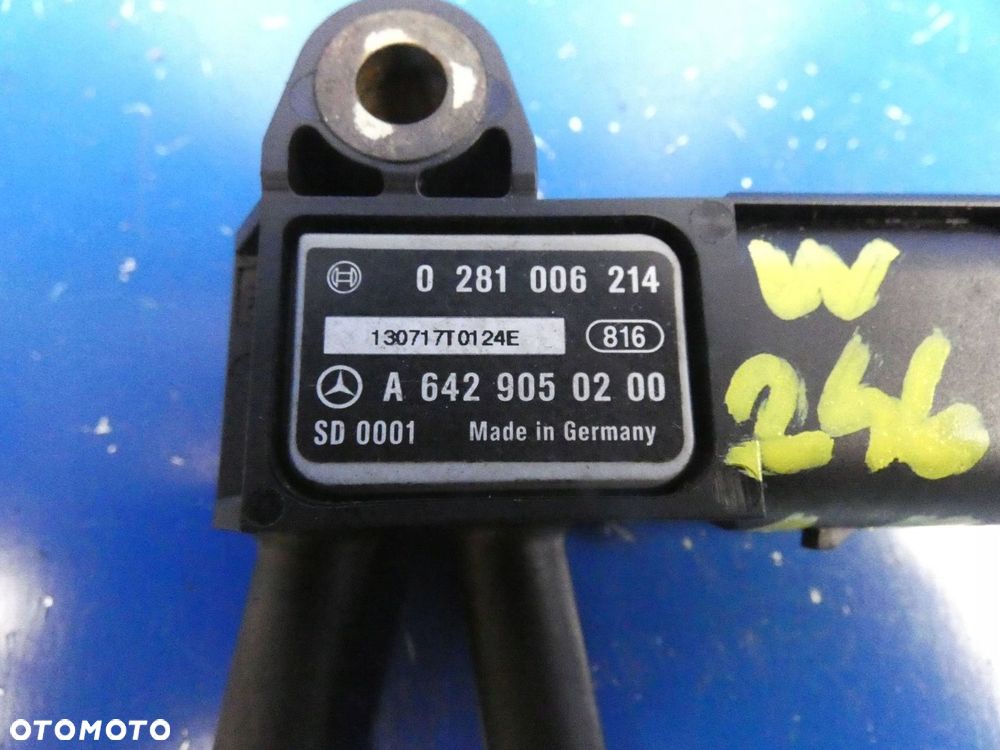 0 281 006 214
130717T0124E 816
A 642 905 02 00
SD 0001 Made in Germany
W
246
OTOMOTO